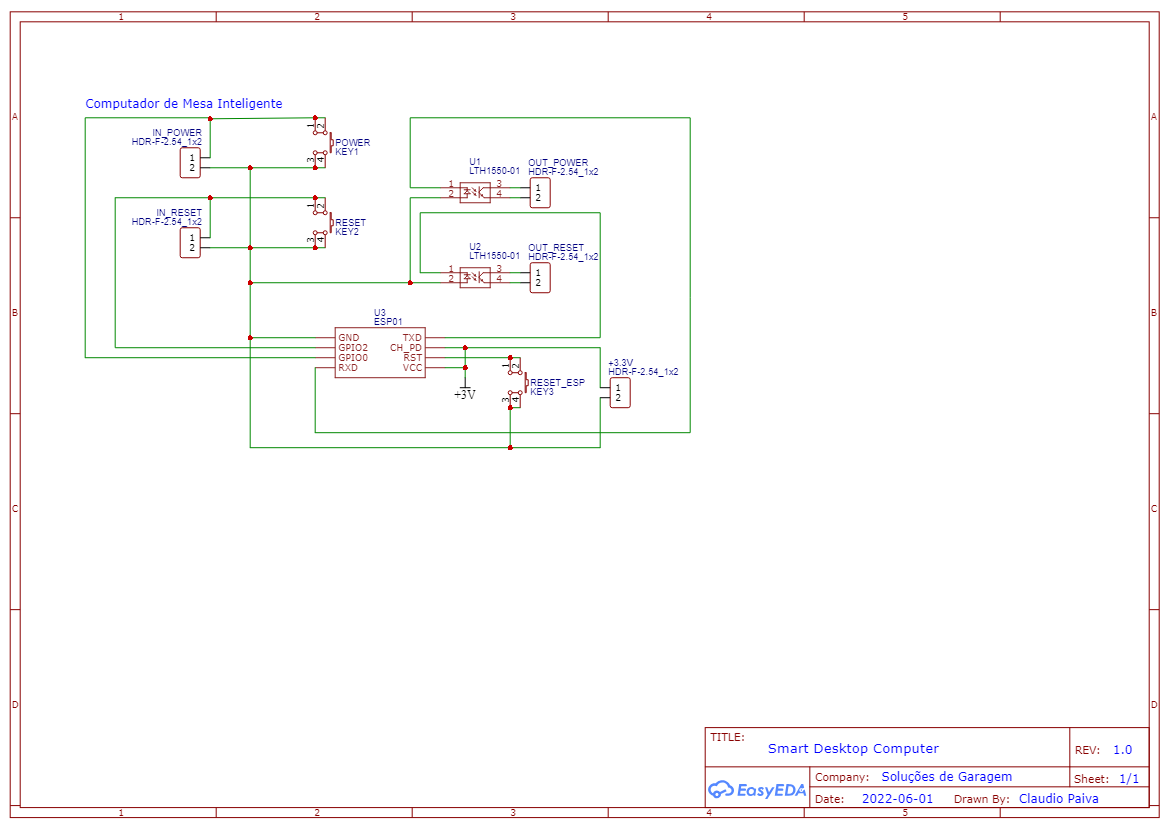 1 2 3 4 5
A A
B B
C C
D D
Computador de Mesa Inteligente
IN_POWER
HDR-F-2.54_1x2
1
2
1 2
3 4
POWER
KEY1
IN_RESET
HDR-F-2.54_1x2
1
2
1 2
3 4
RESET
KEY2
U1
LTH1550-01
1 3
2 4
OUT_POWER
HDR-F-2.54_1x2
1
2
U2
LTH1550-01
1 3
2 4
OUT_RESET
HDR-F-2.54_1x2
1
2
U3
ESP01
GND TXD
GPIO2 CH_PD
GPIO0 RST
RXD VCC
+3V
1 2
3 4
RESET_ESP
KEY3
+3.3V
HDR-F-2.54_1x2
1
2
TITLE:
Smart Desktop Computer
REV: 1.0
EasyEDA
Company: Soluções de Garagem
Sheet: 1/1
Date: 2022-06-01 Drawn By: Claudio Paiva
1 2 3 4 5